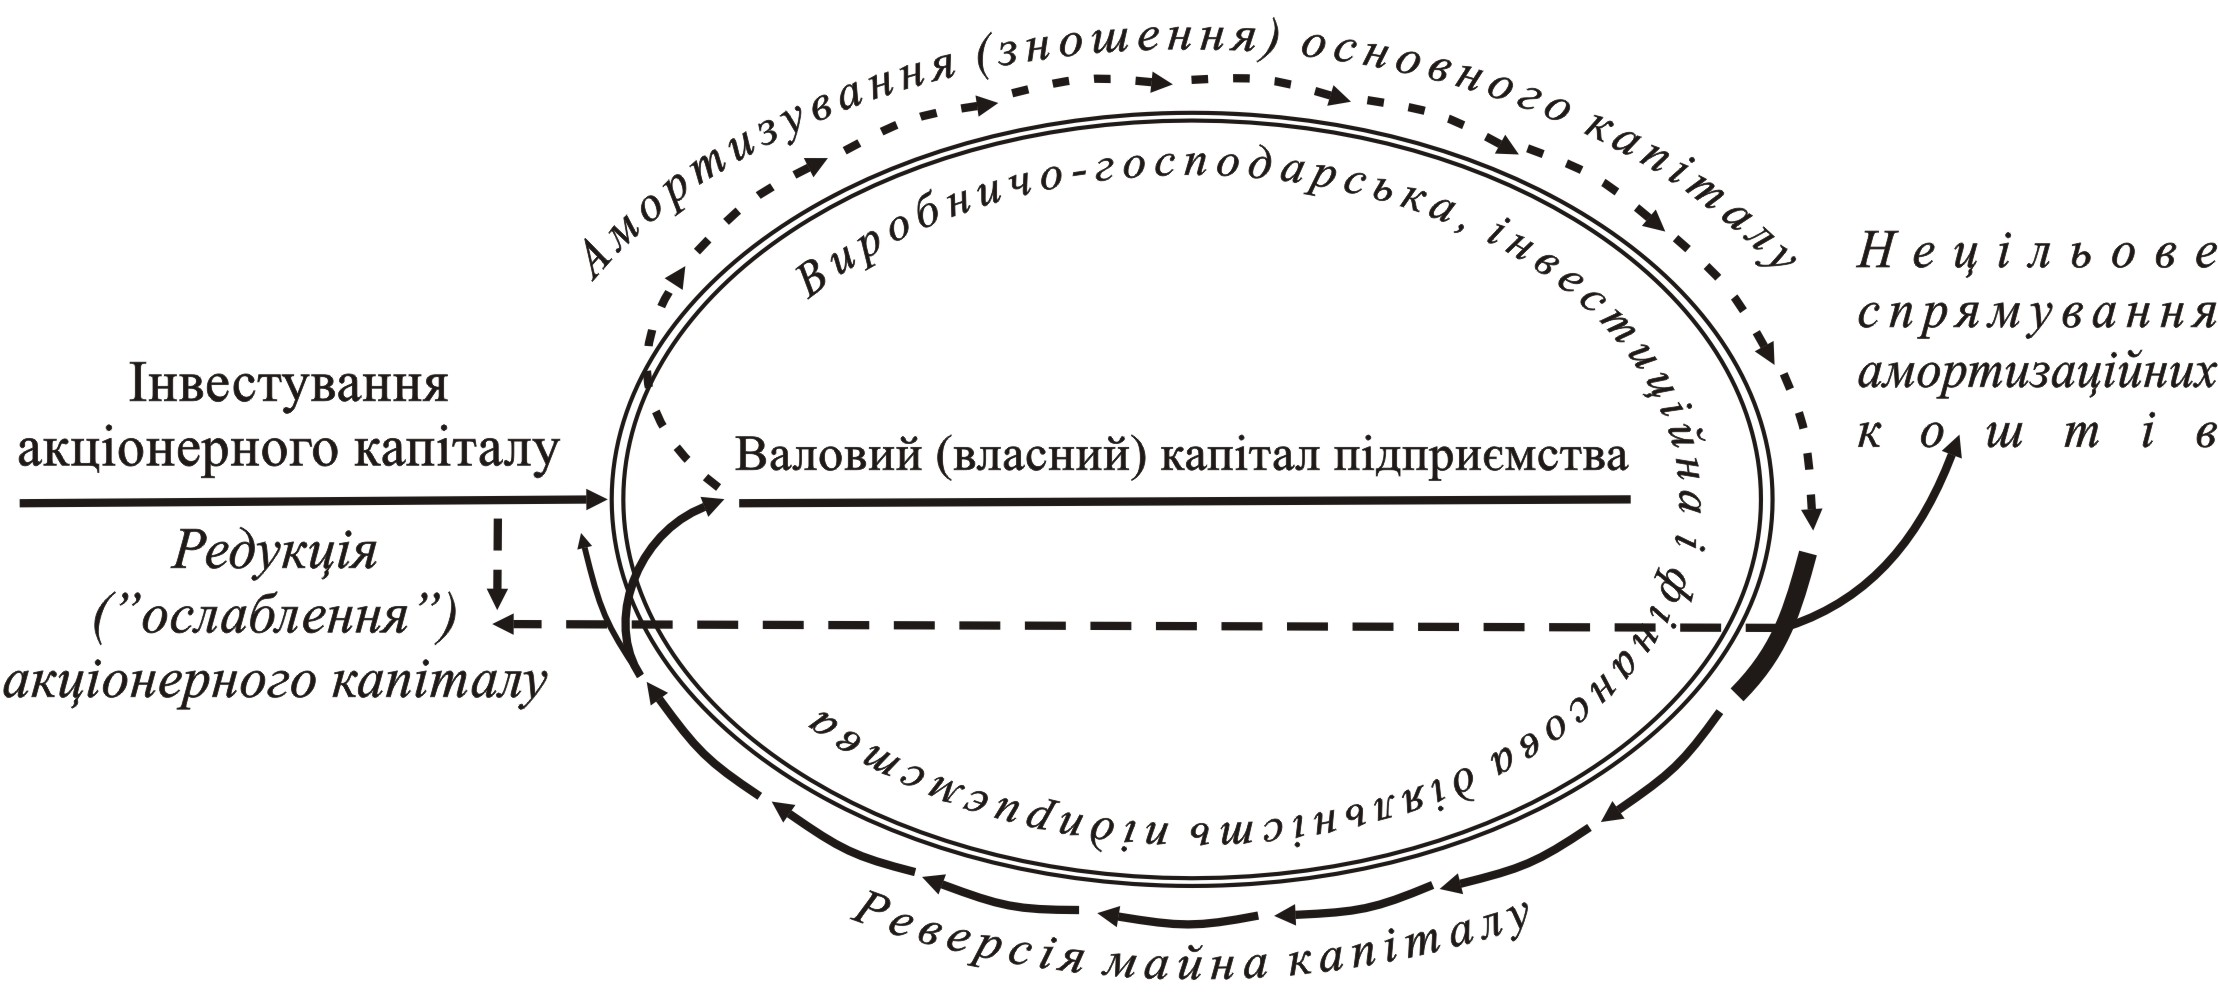 Амортизування (зношення) основного капіталу
Виробничо-господарська, інвестиційна і фінансова діяльність підприємства
Нецільове
спрямування
амортизаційних
коштів
Інвестування
акціонерного капіталу
Валовий (власний) капітал підприємства
Редукція
(”ослаблення”)
акціонерного капіталу
Реверсія майна капіталу